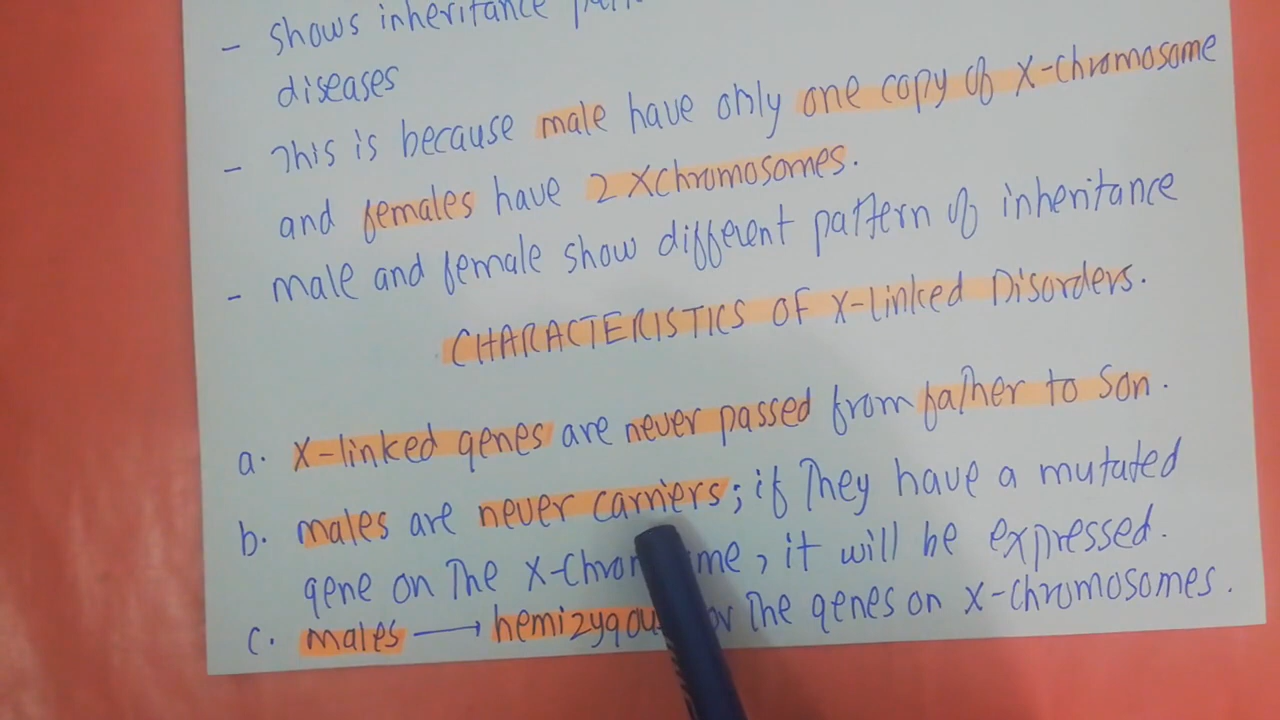 - shows inheritance
diseases
- This is because male have only one copy of X-chromosome
and females have 2 Xchromosomes.
- male and female show different pattern of inheritance
CHARACTERISTICS OF X-linked Disorders.
a. X-linked genes are never passed from father to son.
b. males are never carriers; if They have a mutated
gene on The X-chrom me, it will be expressed.
c. males → hemizygou The genes on X-chromosomes.